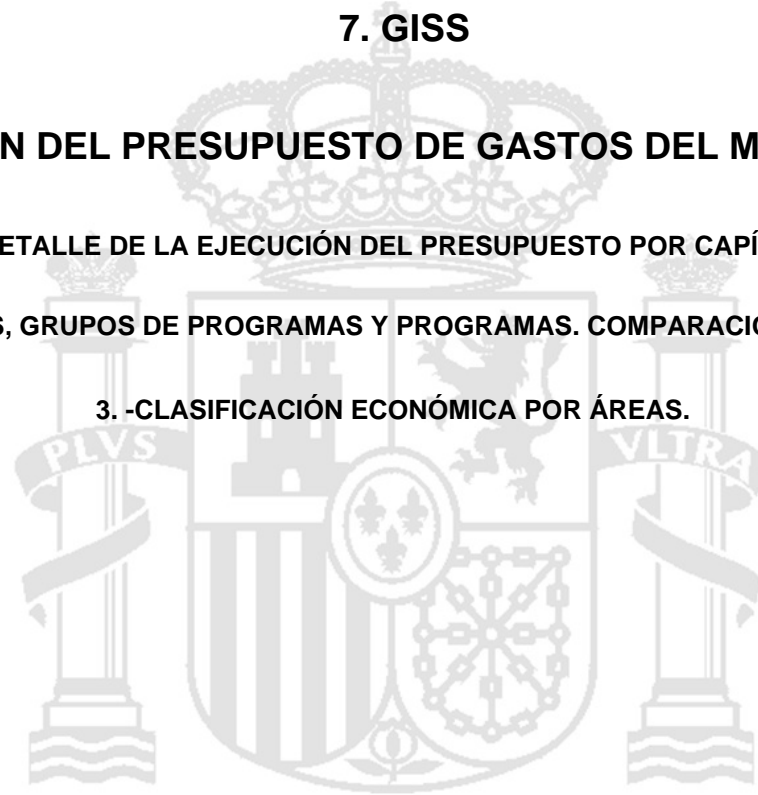 7. GISS
N DEL PRESUPUESTO DE GASTOS DEL M
ETALLE DE LA EJECUCIÓN DEL PRESUPUESTO POR CAPÍ
S, GRUPOS DE PROGRAMAS Y PROGRAMAS. COMPARACIO
3. -CLASIFICACIÓN ECONÓMICA POR ÁREAS.
PLVS
VLTRA